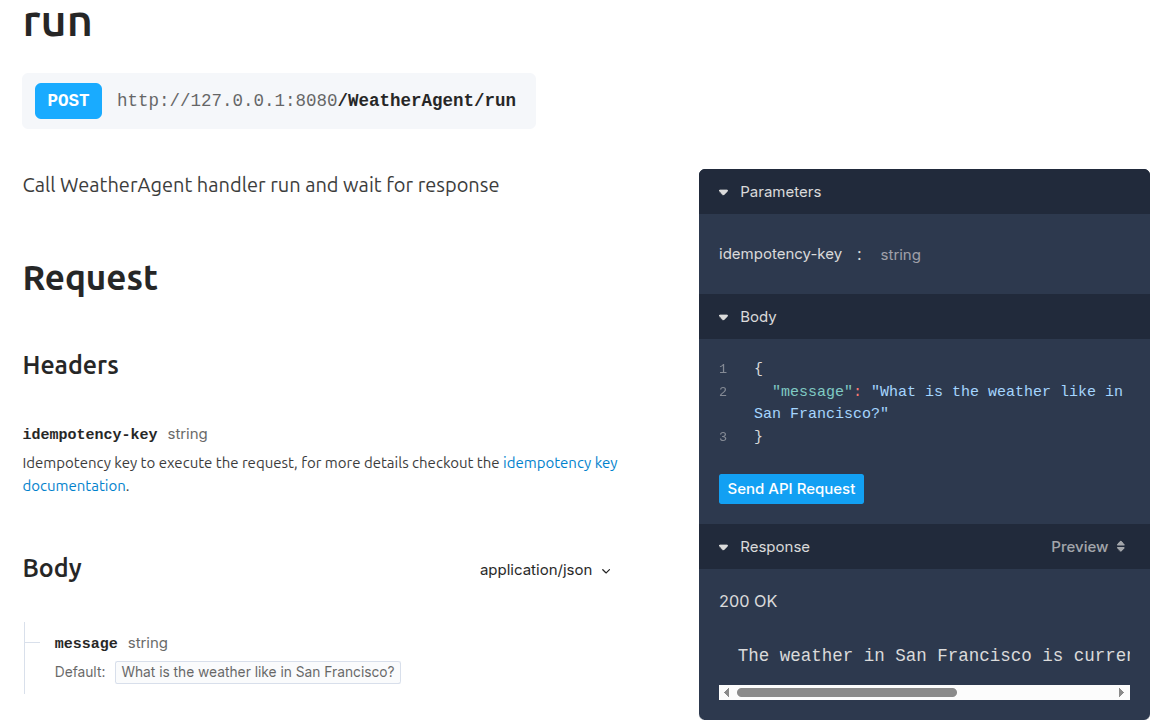 run
POST http://127.0.0.1:8080/WeatherAgent/run
Call WeatherAgent handler run and wait for response
Request
Headers
idempotency-key string
Idempotency key to execute the request, for more details checkout the idempotency key
documentation.
Body application/json
message string
Default: What is the weather like in San Francisco?
Parameters
idempotency-key : string
Body
1 {
2 "message": "What is the weather like in
San Francisco?"
3 }
Send API Request
Response Preview
200 OK
The weather in San Francisco is curren